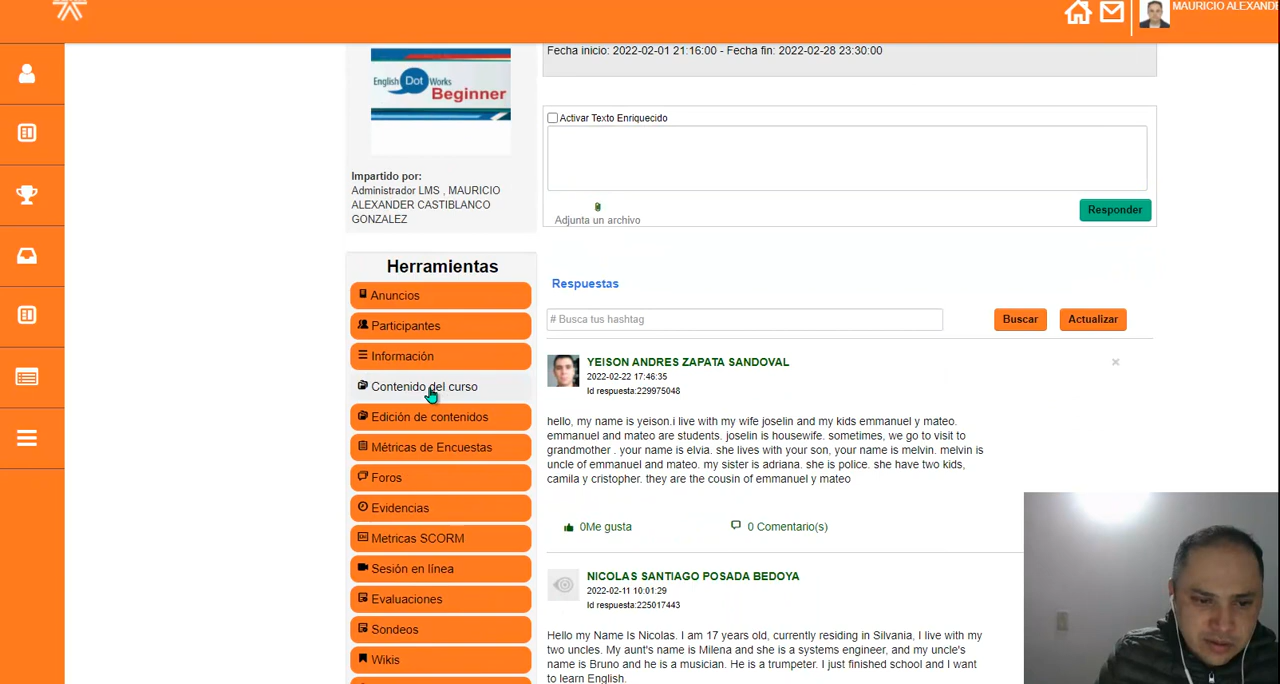 MAURICIO ALEXANDE
Fecha inicio: 2022-02-01 21:16:00 - Fecha fin: 2022-02-28 23:30:00
English Dot Works
Beginner
Activar Texto Enriquecido
Impartido por:
Administrador LMS , MAURICIO
ALEXANDER CASTIBLANCO
GONZALEZ
Adjunta un archivo
Responder
Herramientas
Anuncios
Participantes
Información
Contenido del curso
Edición de contenidos
Métricas de Encuestas
Foros
Evidencias
Metricas SCORM
Sesión en línea
Evaluaciones
Sondeos
Wikis
Respuestas
# Busca tus hashtag
Buscar
Actualizar
YEISON ANDRES ZAPATA SANDOVAL
2022-02-22 17:46:35
Id respuesta:229975048
hello, my name is yeison.i live with my wife joselin and my kids emmanuel y mateo.
emmanuel and mateo are students. joselin is housewife. sometimes, we go to visit to
grandmother . your name is elvia. she lives with your son, your name is melvin. melvin is
uncle of emmanuel and mateo. my sister is adriana. she is police. she have two kids,
camila y cristopher. they are the cousin of emmanuel y mateo
0Me gusta
0 Comentario(s)
NICOLAS SANTIAGO POSADA BEDOYA
2022-02-11 10:01:29
Id respuesta:225017443
Hello my Name Is Nicolas. I am 17 years old, currently residing in Silvania, I live with my
two uncles. My aunt's name is Milena and she is a systems engineer, and my uncle's
name is Bruno and he is a musician. He is a trumpeter. I just finished school and I want
to learn English.